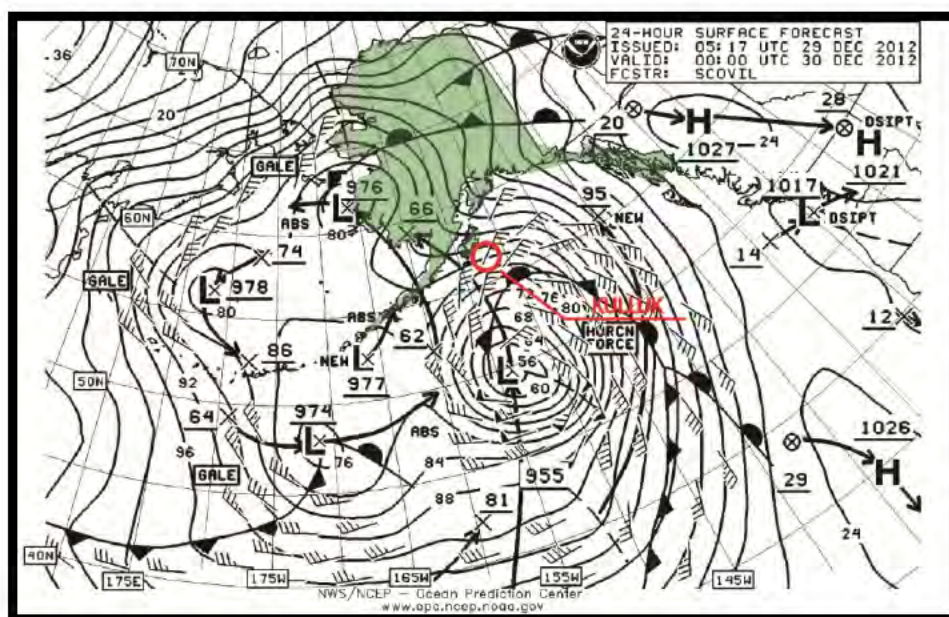 24-HOUR SURFACE FORECAST
ISSUED: 05:17 UTC 29 DEC 2012
VALID: 00:00 UTC 30 DEC 2012
FCSTR: SCOVIL
36
70N
20
GALE
20
28
DSIPT
H
H
1027
24
1021
976
L
66
95
NEW
1017
L
DSIPT
60N
ABS
80
74
14
GALE
L
978
80
72
76
80
KULLUK
68
HURCN
FORCE
12
ABS
62
64
86
NEW
L
977
56
L
60
50N
92
64
974
L
ABS
1026
96
76
84
955
H
GALE
88
81
29
24
40N
175E
175W
165W
155W
145W
NWS/NCEP – Ocean Prediction Center
www.opc.ncep.noaa.gov